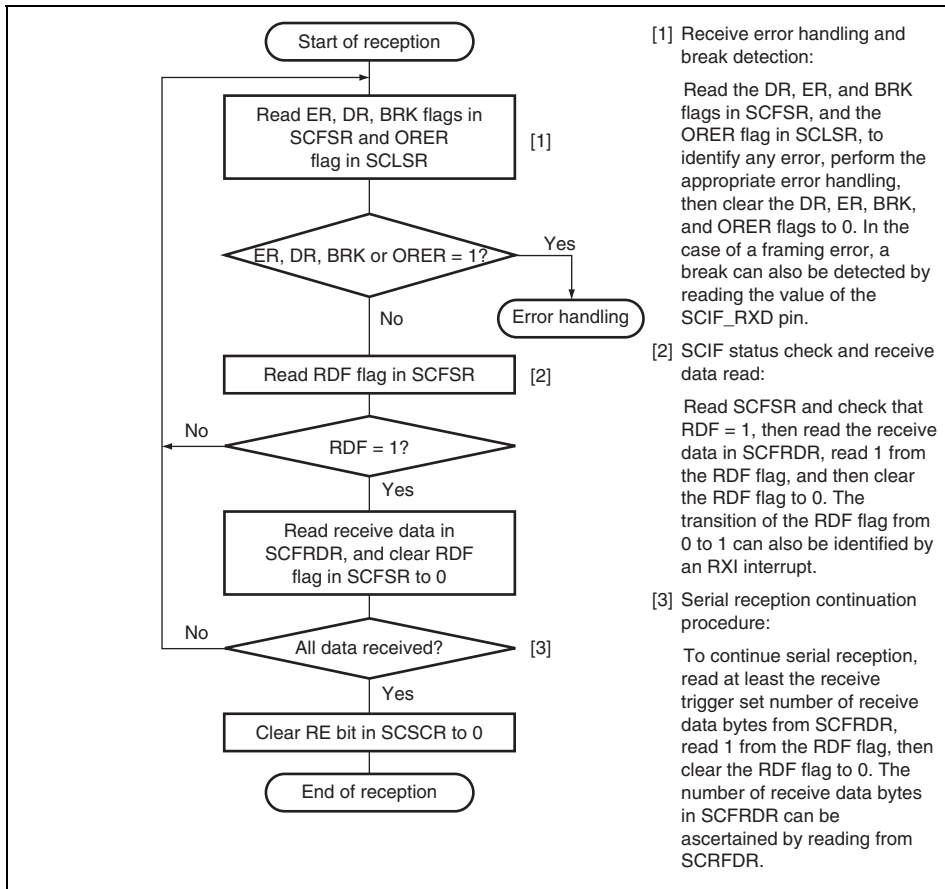 Start of reception
Read ER, DR, BRK flags in
SCFSR and ORER
flag in SCLSR
[1]
ER, DR, BRK or ORER = 1?
Yes
Error handling
No
Read RDF flag in SCFSR
[2]
No
RDF = 1?
Yes
Read receive data in
SCFRDR, and clear RDF
flag in SCFSR to 0
No
All data received?
[3]
Yes
Clear RE bit in SCSCR to 0
End of reception
[1] Receive error handling and
break detection:
Read the DR, ER, and BRK
flags in SCFSR, and the
ORER flag in SCLSR, to
identify any error, perform the
appropriate error handling,
then clear the DR, ER, BRK,
and ORER flags to 0. In the
case of a framing error, a
break can also be detected by
reading the value of the
SCIF_RXD pin.
[2] SCIF status check and receive
data read:
Read SCFSR and check that
RDF = 1, then read the receive
data in SCFRDR, read 1 from
the RDF flag, and then clear
the RDF flag to 0. The
transition of the RDF flag from
0 to 1 can also be identified by
an RXI interrupt.
[3] Serial reception continuation
procedure:
To continue serial reception,
read at least the receive
trigger set number of receive
data bytes from SCFRDR,
read 1 from the RDF flag, then
clear the RDF flag to 0. The
number of receive data bytes
in SCFRDR can be
ascertained by reading from
SCRFDR.